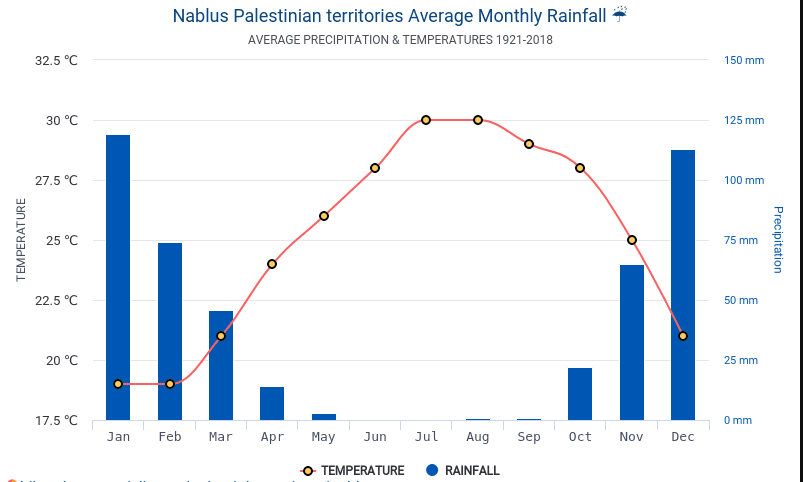 Nablus Palestinian territories Average Monthly Rainfall ☔
AVERAGE PRECIPITATION & TEMPERATURES 1921-2018
32.5 °C
30 °C
27.5 °C
25 °C
22.5 °C
20 °C
17.5 °C
TEMPERATURE
150 mm
125 mm
100 mm
75 mm
50 mm
25 mm
0 mm
Precipitation
Jan Feb Mar Apr May Jun Jul Aug Sep Oct Nov Dec
TEMPERATURE RAINFALL